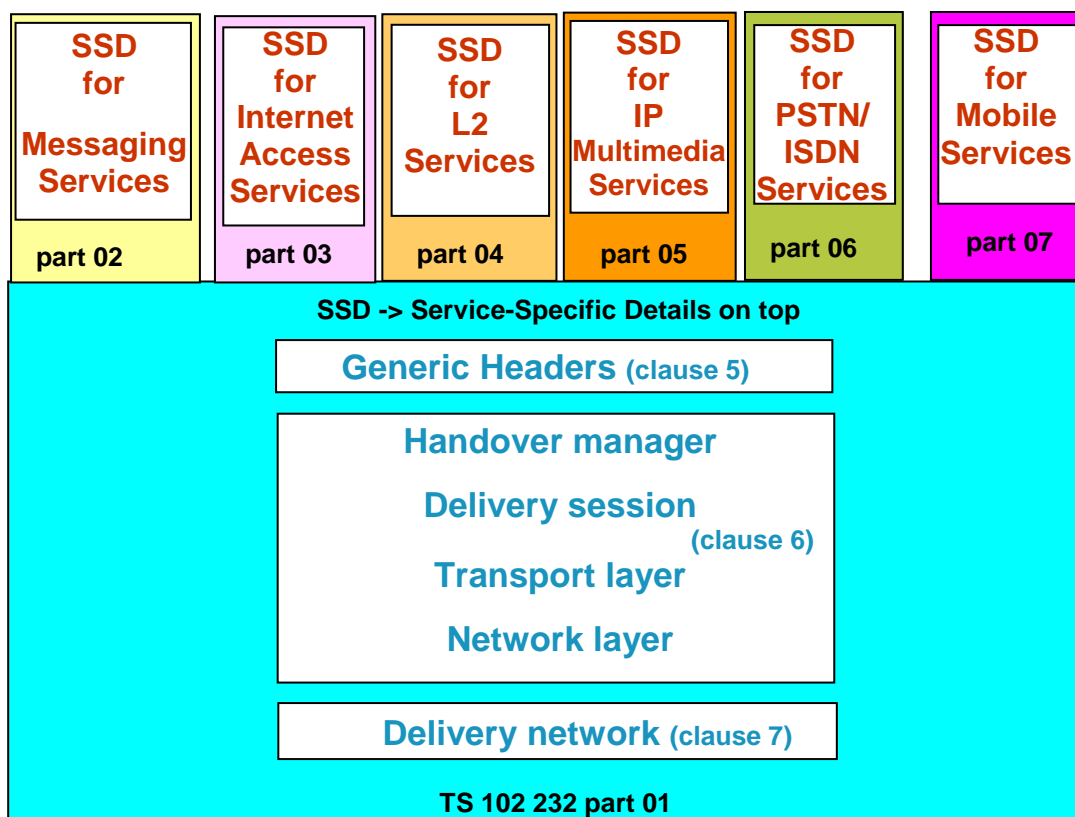 SSD
for
Messaging
Services
part 02
SSD
for
Internet
Access
Services
part 03
SSD
for
L2
Services
part 04
SSD
for
IP
Multimedia
Services
part 05
SSD
for
PSTN/
ISDN
Services
part 06
SSD
for
Mobile
Services
part 07
SSD -> Service-Specific Details on top
Generic Headers (clause 5)
Handover manager
Delivery session
(clause 6)
Transport layer
Network layer
Delivery network (clause 7)
TS 102 232 part 01